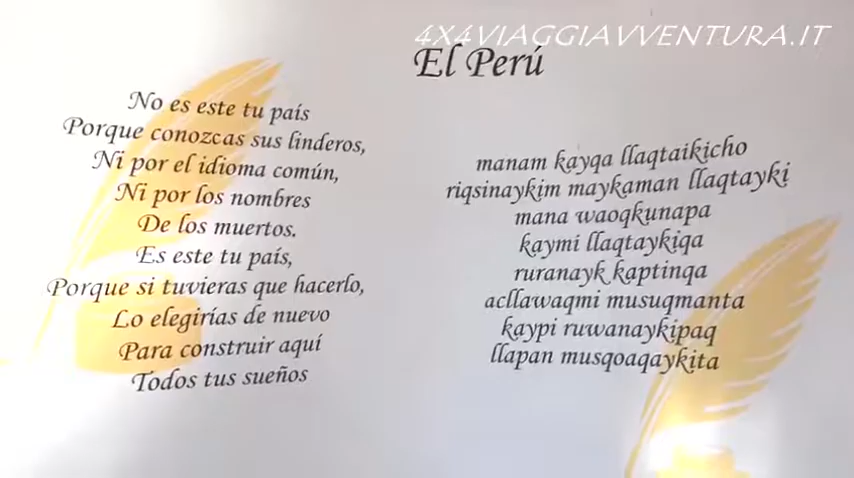 4X4VIAGGIAVVENTURA.IT
El Perú
No es este tu país
Porque conozcas sus linderos,
Ni por el idioma común,
Ni por los nombres
De los muertos.
Es este tu país,
Porque si tuvieras que hacerlo,
Lo elegirías de nuevo
Para construir aquí
Todos tus sueños
manam kayqa llaqtaikicho
riqsinaykim maykaman llaqtayki
mana waoqkunapa
kaymi llaqtaykiqa
ruranayk kaptinqa
acllawaqmi musuqmanta
kaypi ruwanaykipaq
llapan musqoaqaykita